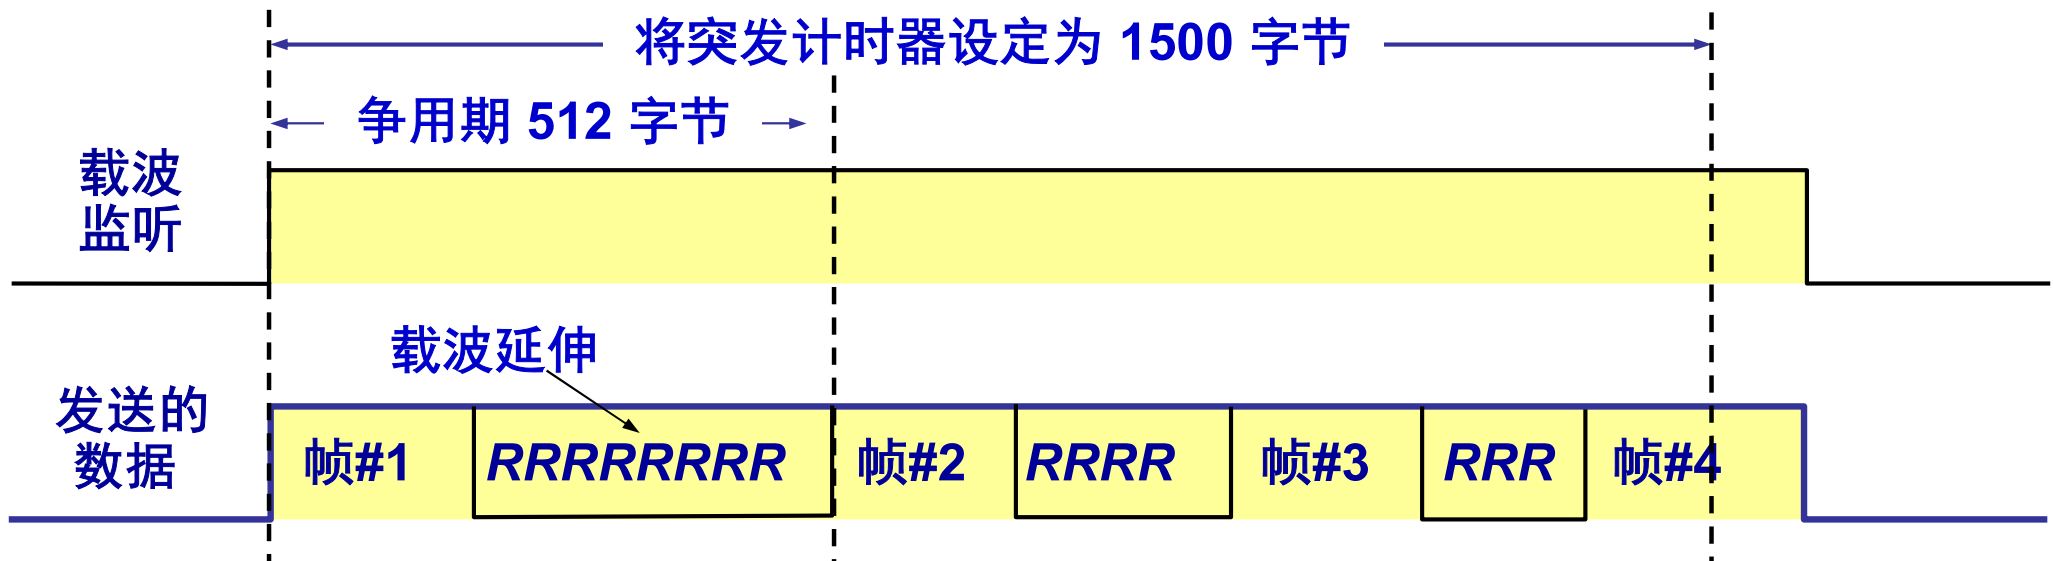 将突发计时器设定为 1500 字节
争用期 512 字节
载波
监听
载波延伸
发送的
数据
帧#1
RRRRRRRR
帧#2
RRRR
帧#3
RRR
帧#4